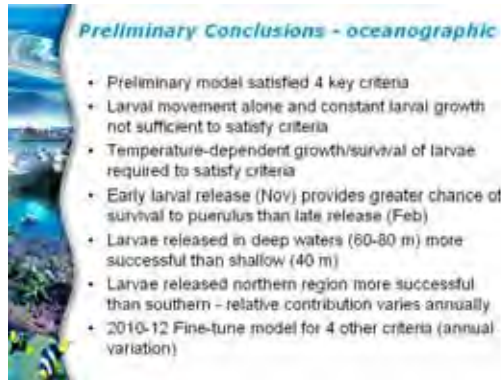 Preliminary Conclusions - oceanographic
• Preliminary model satisfied 4 key criteria
• Larval movement alone and constant larval growth
not sufficient to satisfy criteria
• Temperature-dependent growth/survival of larvae
required to satisfy criteria
• Early larval release (Nov) provides greater chance of
survival to puerulus than late release (Feb)
• Larvae released in deep waters (60-80 m) more
successful than shallow (40 m)
• Larvae released northern region more successful
than southern - relative contribution varies annually
• 2010-12 Fine-tune model for 4 other criteria (annual
variation)